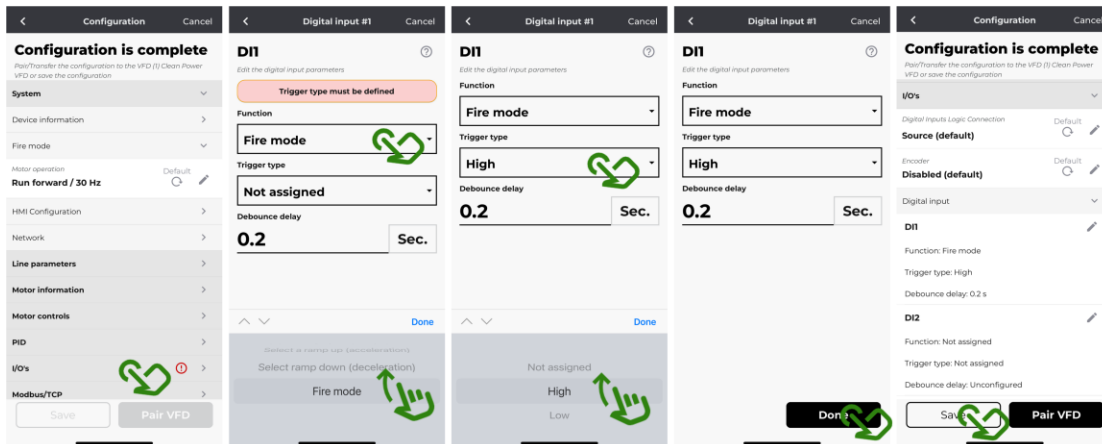 Configuration
Cancel
Configuration is complete
Pair/Transfer the configuration to the VFD (1) Clean Power
VFD or save the configuration
System
Device information
Fire mode
Motor operation
Default
Run forward / 30 Hz
HMI Configuration
Network
Line parameters
Motor information
Motor controls
PID
I/O's
Modbus/TCP
Save
Pair VFD
Digital input #1
Cancel
DI1
Edit the digital input parameters
Trigger type must be defined
Function
Fire mode
Trigger type
Not assigned
Debounce delay
0.2
Sec.
Done
Select a ramp up (acceleration)
Select ramp down (deceleration)
Fire mode
Digital input #1
Cancel
DI1
Edit the digital input parameters
Function
Fire mode
Trigger type
High
Debounce delay
0.2
Sec.
Done
Not assigned
High
Low
Digital input #1
Cancel
DI1
Edit the digital input parameters
Function
Fire mode
Trigger type
High
Debounce delay
0.2
Sec.
Done
Configuration
Cancel
Configuration is complete
Pair/Transfer the configuration to the VFD (1) Clean Power
VFD or save the configuration
I/O's
Digital Inputs Logic Connection
Default
Source (default)
Encoder
Default
Disabled (default)
Digital input
DI1
Function: Fire mode
Trigger type: High
Debounce delay: 0.2 s
DI2
Function: Not assigned
Trigger type: Not assigned
Debounce delay: Unconfigured
Save
Pair VFD